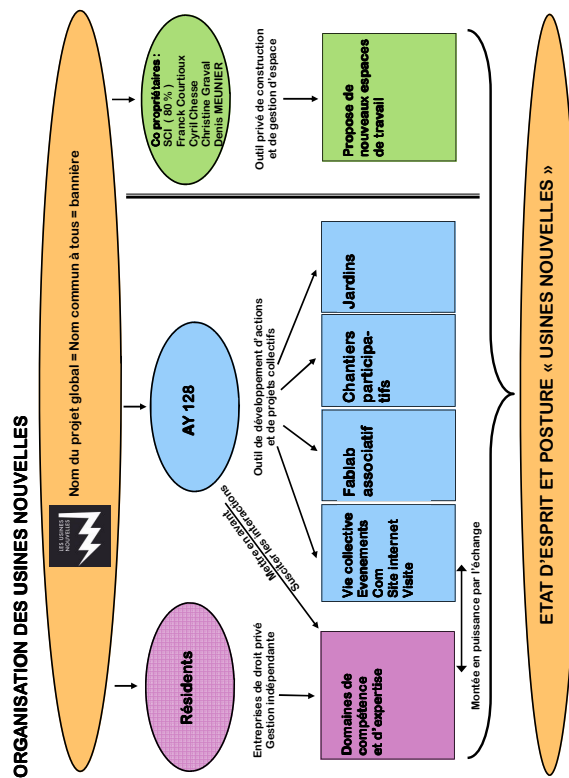 ORGANISATION DES USINES NOUVELLES
LES USINES
NOUVELLES
Nom du projet global = Nom commun à tous = bannière
Résidents
Entreprises de droit privé
Gestion indépendante
Domaines de
compétence
et d'expertise
Mettre en avant
Susciter les interactions
AY 128
Outil de développement d'actions
et de projets collectifs
Vie collective
Evenements
Com
Site internet
Visite
Fablab
associatif
Chantiers
participa-
tifs
Jardins
Co propriétaires :
SCI ( 80 % )
Franck Courtioux
Cyril Chesse
Christine Graval
Denis MEUNIER
Outil privé de construction
et de gestion d'espace
Propose de
nouveaux espaces
de travail
Montée en puissance par l'échange
ETAT D'ESPRIT ET POSTURE « USINES NOUVELLES »